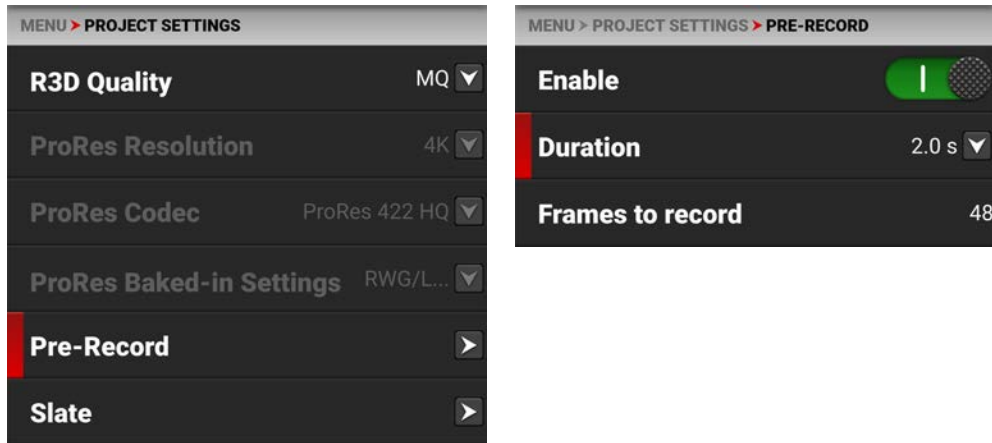 MENU > PROJECT SETTINGS
R3D Quality MQ
ProRes Resolution 4K
ProRes Codec ProRes 422 HQ
ProRes Baked-in Settings RWG/L...
Pre-Record
Slate
MENU > PROJECT SETTINGS > PRE-RECORD
Enable
Duration 2.0 s
Frames to record 48